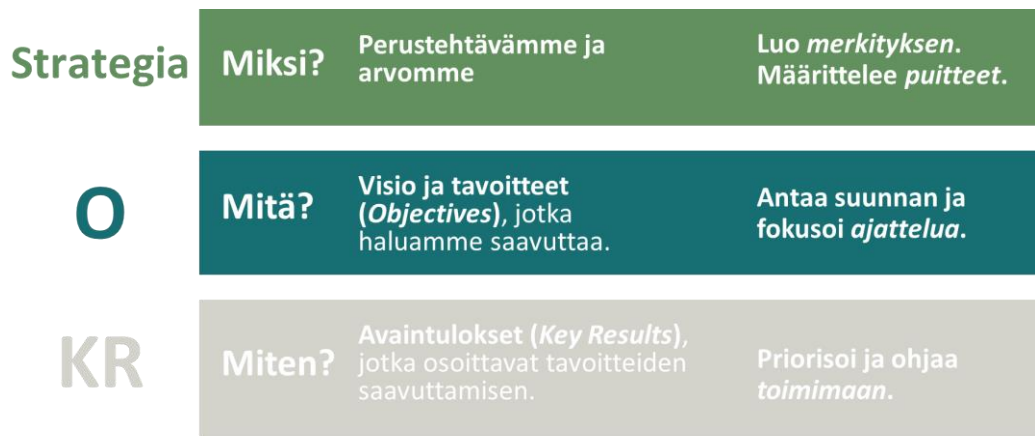 Strategia
Miksi?
Perustehtävämme ja
arvomme
Luo merkityksen.
Määrittelee puitteet.
O
Mitä?
Visio ja tavoitteet
(Objectives), jotka
haluamme saavuttaa.
Antaa suunnan ja
fokusoi ajattelua.
KR
Miten?
Avaintulokset (Key Results),
jotka osoittavat tavoitteiden
saavuttamisen.
Priorisoi ja ohjaa
toimimaan.